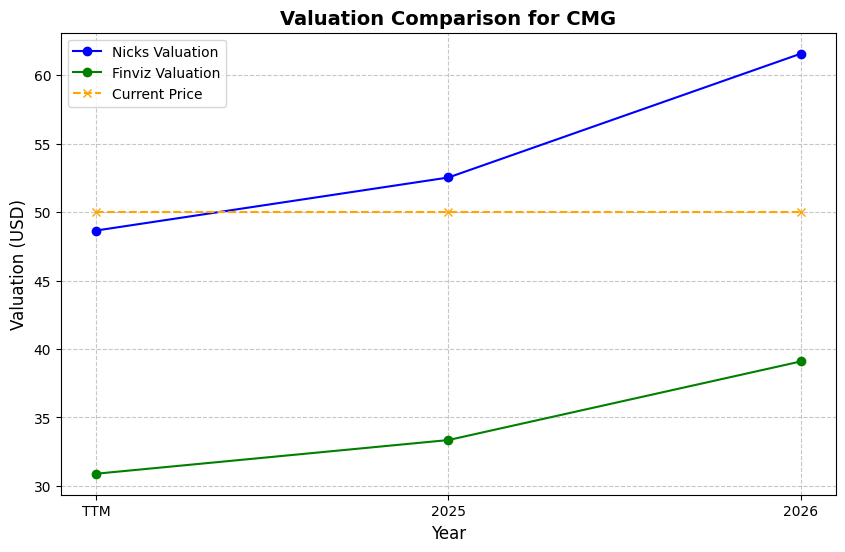 Valuation Comparison for CMG
Nicks Valuation
Finviz Valuation
Current Price
Valuation (USD)
60
55
50
45
40
35
30
TTM
2025
2026
Year